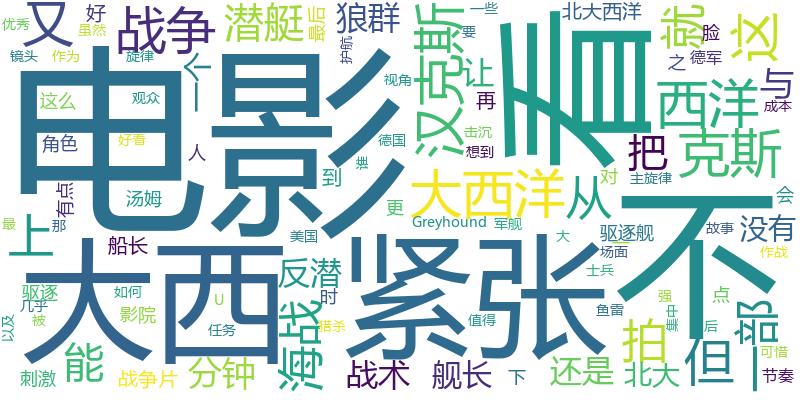 优秀
虽然
又
好
战争
潜艇
最后
狼群
护航
汉克斯
一些
要
北大西洋
就
脸
之
德军
这
镜头
作为
旋律
个
一
视角
让
再
看
西洋
与
成本
电影
这么
观众
角色
好看
人
谁
德国
击沉
想到
把
克斯
汤姆
有点
到
更
大西洋
从
对
主旋律
会
最
那
上
船长
美国
Greyhound
军舰
大
不
驱逐舰
一
场面
士兵
故事
没有
作战
大西
紧张
反潜
时
驱逐
几乎
如何
U
任务
猎杀
海战
影院
被
以及
值得
鱼雷
强
集中
点
后
一部
可惜
拍
但
刺激
能
战争片
分钟
战术
舰长
下
还是
北大
节奏